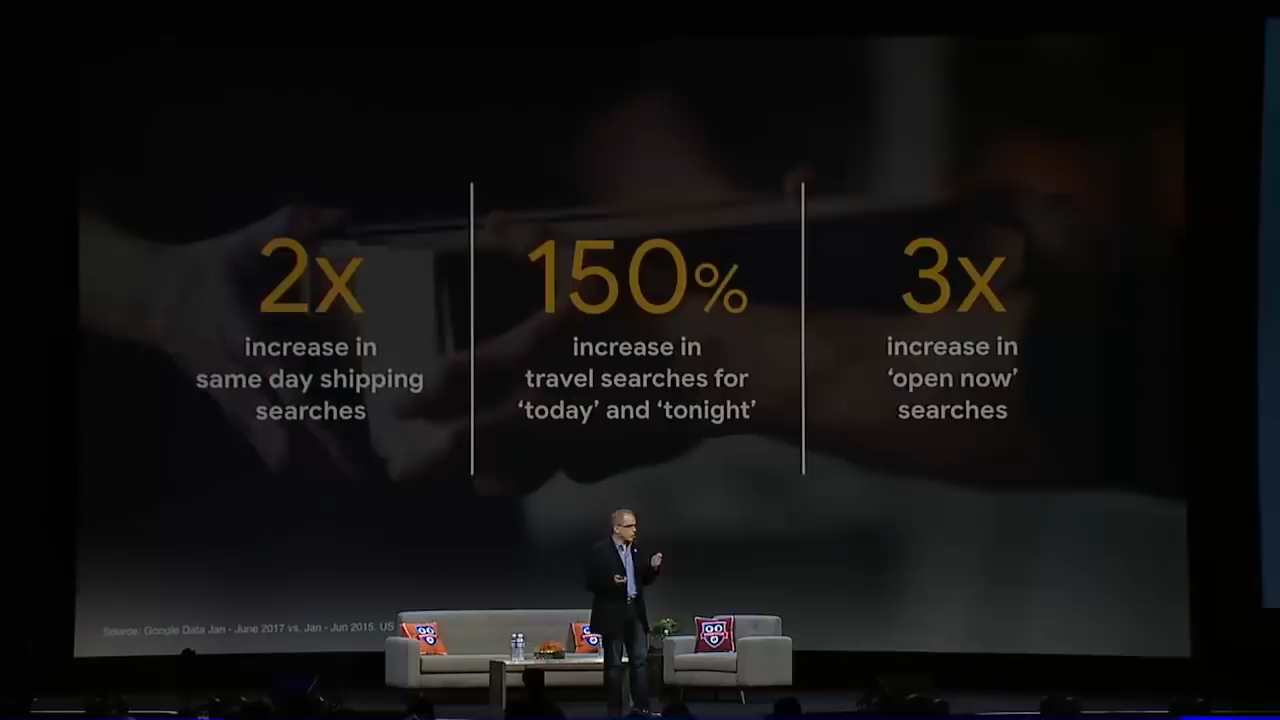 2x
increase in
same day shipping
searches
150%
increase in
travel searches for
‘today’ and ‘tonight’
3x
increase in
‘open now’
searches
Source: Google Data Jan - June 2017 vs. Jan - Jun 2015. US